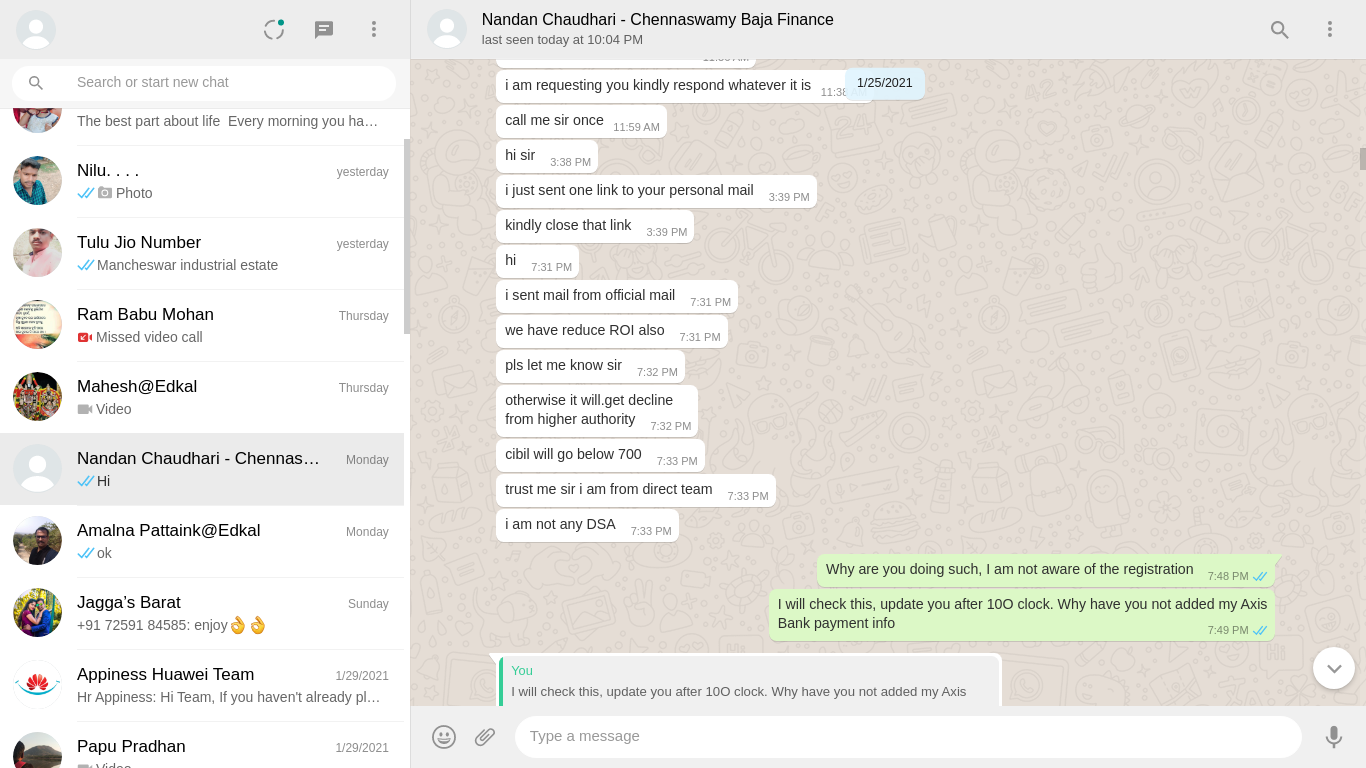 Search or start new chat
The best part about life  Every morning you ha…
Nilu. . . .
yesterday
Photo
Tulu Jio Number
yesterday
Mancheswar industrial estate
Ram Babu Mohan
Thursday
Missed video call
Mahesh@Edkal
Thursday
Video
Nandan Chaudhari - Chennas…
Monday
Hi
Amalna Pattaink@Edkal
Monday
ok
Jagga’s Barat
Sunday
+91 72591 84585: enjoy👌👌
Appiness Huawei Team
1/29/2021
Hr Appiness: Hi Team, If you haven't already pl…
Papu Pradhan
1/29/2021
Video
Nandan Chaudhari - Chennaswamy Baja Finance
last seen today at 10:04 PM
1/25/2021
i am requesting you kindly respond whatever it is
11:38
call me sir once
11:59 AM
hi sir
3:38 PM
i just sent one link to your personal mail
3:39 PM
kindly close that link
3:39 PM
hi
7:31 PM
i sent mail from official mail
7:31 PM
we have reduce ROI also
7:31 PM
pls let me know sir
7:32 PM
otherwise it will.get decline
from higher authority
7:32 PM
cibil will go below 700
7:33 PM
trust me sir i am from direct team
7:33 PM
i am not any DSA
7:33 PM
Why are you doing such, I am not aware of the registration
7:48 PM
I will check this, update you after 10O clock. Why have you not added my Axis
Bank payment info
7:49 PM
You
I will check this, update you after 10O clock. Why have you not added my Axis
Type a message